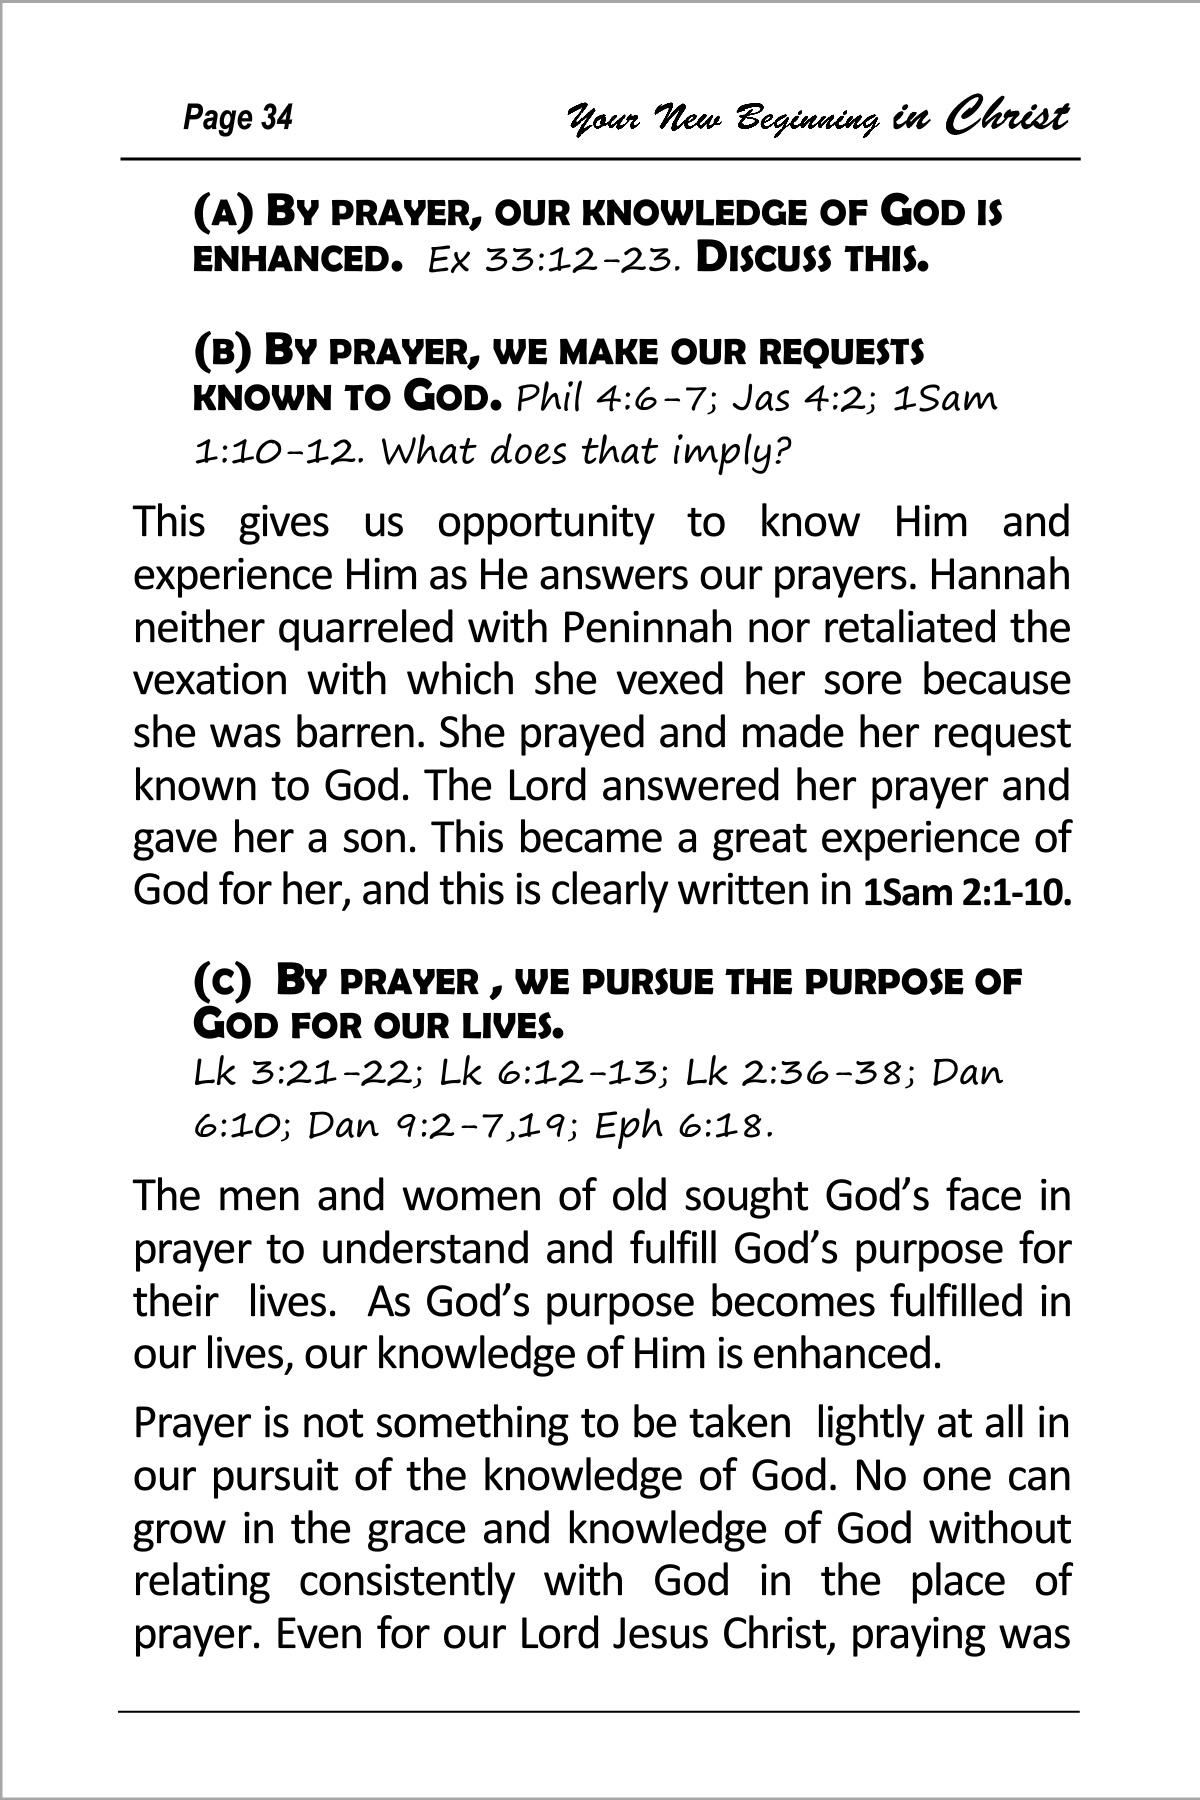 Page 34 Your New Beginning in Christ
(A) BY PRAYER, OUR KNOWLEDGE OF GOD IS
ENHANCED. Ex 33:12-23. DISCUSS THIS.
(B) BY PRAYER, WE MAKE OUR REQUESTS
KNOWN TO GOD. Phil 4:6-7; Jas 4:2; 1Sam
1:10-12. What does that imply?
This gives us opportunity to know Him and
experience Him as He answers our prayers. Hannah
neither quarreled with Peninnah nor retaliated the
vexation with which she vexed her sore because
she was barren. She prayed and made her request
known to God. The Lord answered her prayer and
gave her a son. This became a great experience of
God for her, and this is clearly written in 1Sam 2:1-10.
(C) BY PRAYER , WE PURSUE THE PURPOSE OF
GOD FOR OUR LIVES.
Lk 3:21-22; Lk 6:12-13; Lk 2:36-38; Dan
6:10; Dan 9:2-7,19; Eph 6:18.
The men and women of old sought God’s face in
prayer to understand and fulfill God’s purpose for
their lives. As God’s purpose becomes fulfilled in
our lives, our knowledge of Him is enhanced.
Prayer is not something to be taken lightly at all in
our pursuit of the knowledge of God. No one can
grow in the grace and knowledge of God without
relating consistently with God in the place of
prayer. Even for our Lord Jesus Christ, praying was